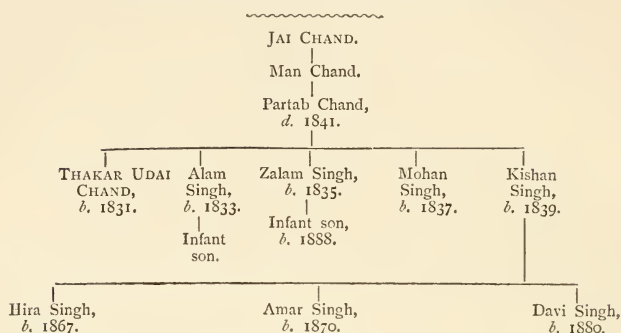 JAI CHAND.
Man Chand.
Partab Chand,
d. 1841.
THAKAR UDAI
CHAND,
b. 1831.
Alam
Singh,
b. 1833.
Infant
son.
Zalam Singh,
b. 1835.
Infant son,
b. 1888.
Mohan
Singh,
b. 1837.
Kishan
Singh,
b. 1839.
Hira Singh,
b. 1867.
Amar Singh,
b. 1870.
Davi Singh,
b. 1880.